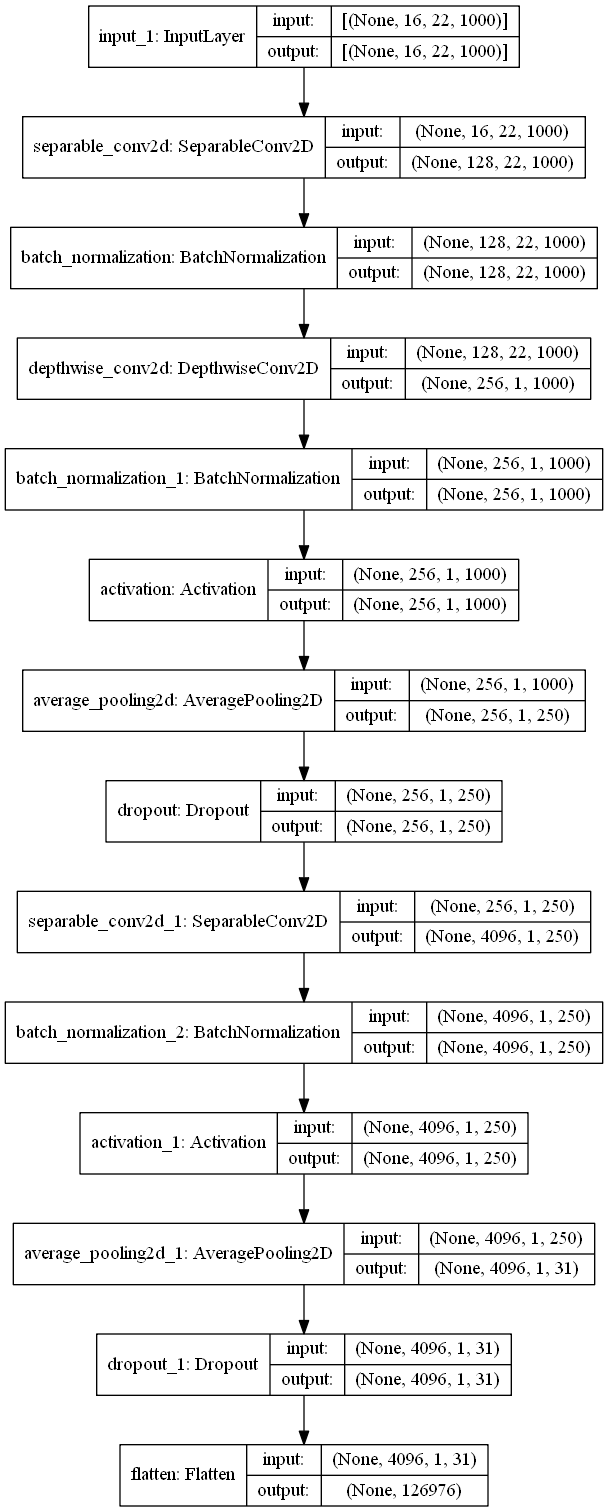 input_1: InputLayer
input: [(None, 16, 22, 1000)]
output: [(None, 16, 22, 1000)]
separable_conv2d: SeparableConv2D
input: (None, 16, 22, 1000)
output: (None, 128, 22, 1000)
batch_normalization: BatchNormalization
input: (None, 128, 22, 1000)
output: (None, 128, 22, 1000)
depthwise_conv2d: DepthwiseConv2D
input: (None, 128, 22, 1000)
output: (None, 256, 1, 1000)
batch_normalization_1: BatchNormalization
input: (None, 256, 1, 1000)
output: (None, 256, 1, 1000)
activation: Activation
input: (None, 256, 1, 1000)
output: (None, 256, 1, 1000)
average_pooling2d: AveragePooling2D
input: (None, 256, 1, 1000)
output: (None, 256, 1, 250)
dropout: Dropout
input: (None, 256, 1, 250)
output: (None, 256, 1, 250)
separable_conv2d_1: SeparableConv2D
input: (None, 256, 1, 250)
output: (None, 4096, 1, 250)
batch_normalization_2: BatchNormalization
input: (None, 4096, 1, 250)
output: (None, 4096, 1, 250)
activation_1: Activation
input: (None, 4096, 1, 250)
output: (None, 4096, 1, 250)
average_pooling2d_1: AveragePooling2D
input: (None, 4096, 1, 250)
output: (None, 4096, 1, 31)
dropout_1: Dropout
input: (None, 4096, 1, 31)
output: (None, 4096, 1, 31)
flatten: Flatten
input: (None, 4096, 1, 31)
output: (None, 126976)